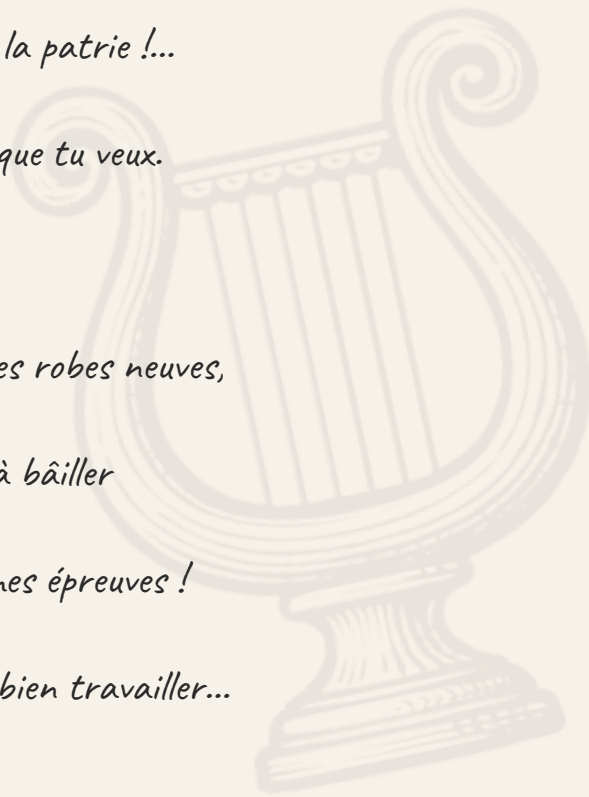 la patrie !...
que tu veux.
es robes neuves,
à bâiller
nes épreuves !
bien travailler...